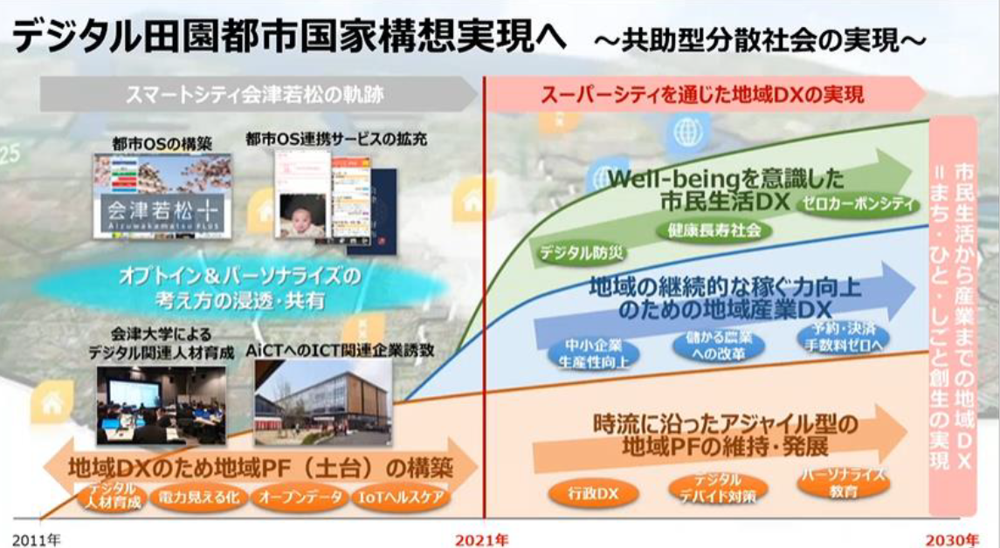 デジタル田園都市国家構想実現へ ～共助型分散社会の実現～
スマートシティ会津若松の軌跡
スーパーシティを通じた地域DXの実現
25
都市OSの構築
都市OS連携サービスの拡充
会津若松＋
Aizuwakamatsu PLUS
オプトイン＆パーソナライズの
考え方の浸透・共有
会津大学による
デジタル関連人材育成
AiCTへのICT関連企業誘致
地域DXのため地域PF（土台）の構築
デジタル
人材育成
電力見える化
オープンデータ
IoTヘルスケア
Well-beingを意識した
市民生活DX
ゼロカーボンシティ
健康長寿社会
デジタル防災
地域の継続的な稼ぐ力向上
のための地域産業DX
中小企業
生産性向上
儲かる農業
への改革
予約・決済
手数料ゼロへ
時流に沿ったアジャイル型の
地域PFの維持・発展
行政DX
デジタル
デバイド対策
パーソナライズ
教育
市民生活から産業までの地域DX
＝まち・ひと・しごと創生の実現
2011年
2021年
2030年